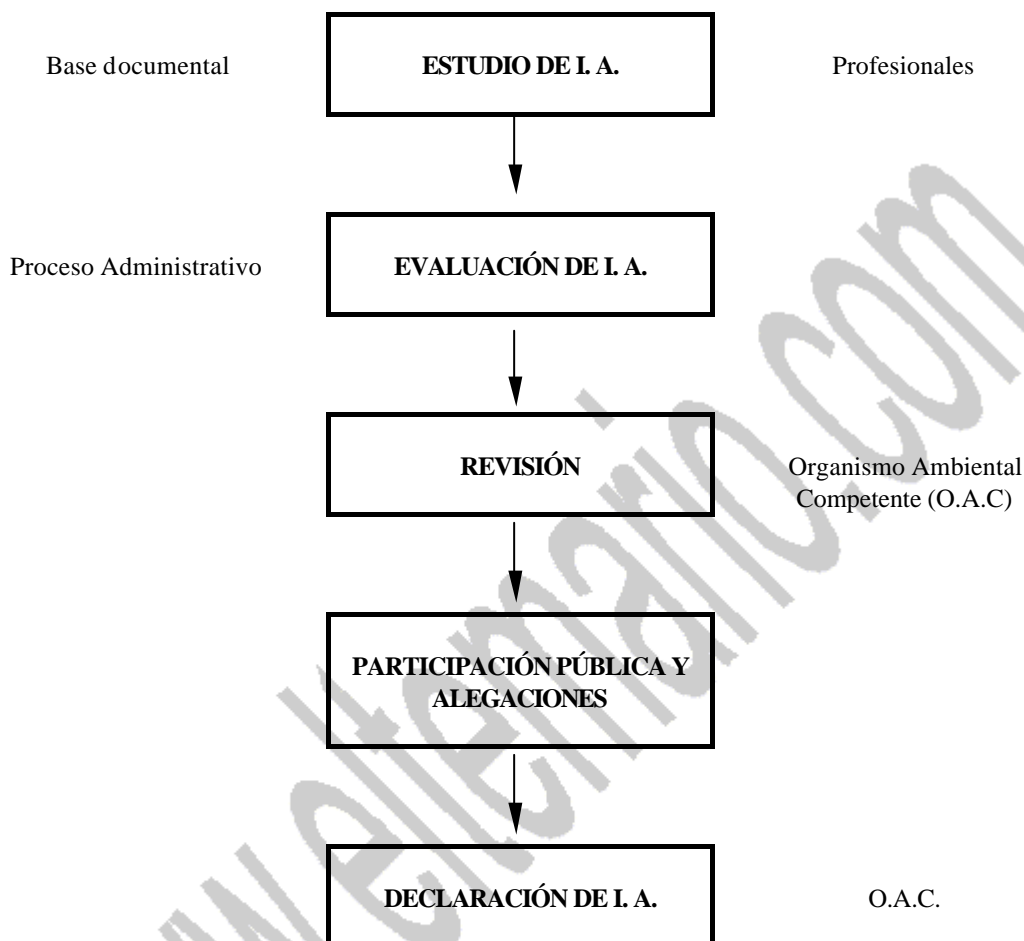 Base documental
ESTUDIO DE I. A.
Profesionales
Proceso Administrativo
EVALUACIÓN DE I. A.
REVISIÓN
Organismo Ambiental
Competente (O.A.C)
PARTICIPACIÓN PÚBLICA Y
ALEGACIONES
DECLARACIÓN DE I. A.
O.A.C.
www.eltemario.com